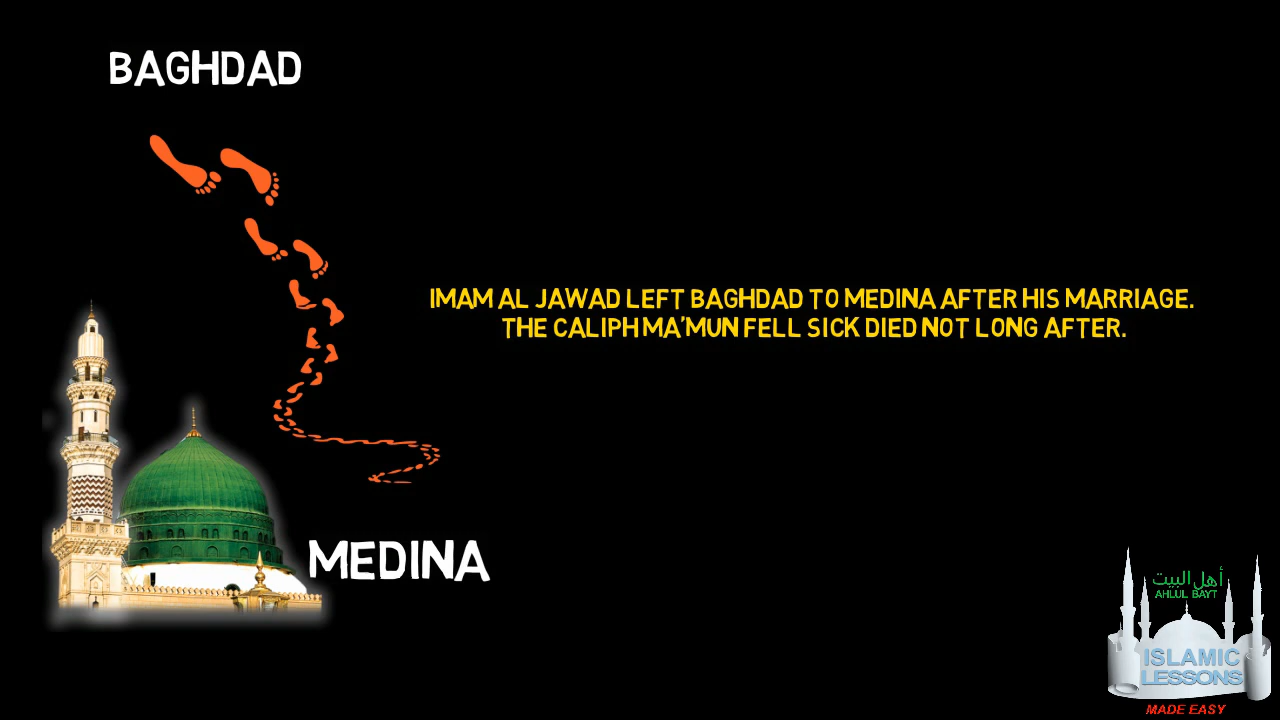 BAGHDAD
IMAM AL JAWAD LEFT BAGHDAD TO MEDINA AFTER HIS MARRIAGE.
THE CALIPH MA'MUN FELL SICK DIED NOT LONG AFTER.
MEDINA
أهل البيت
AHLUL BAYT
ISLAMIC
LESSONS
MADE EASY